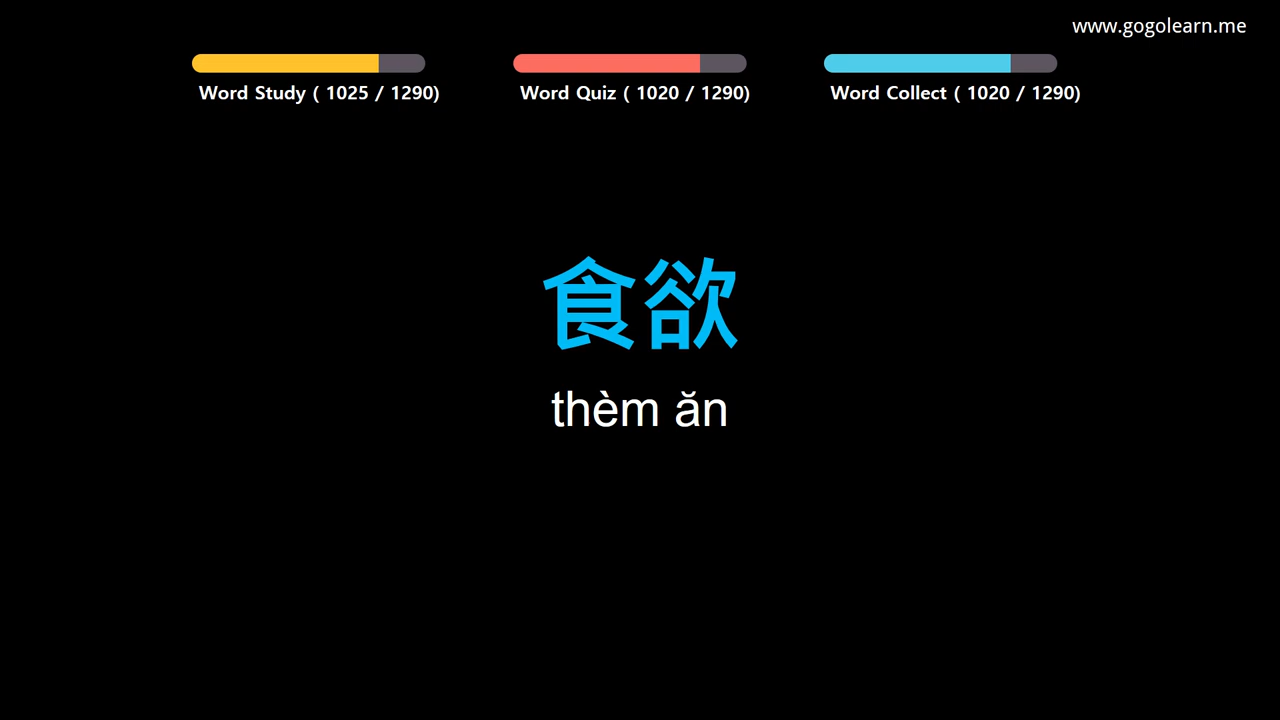 www.gogolearn.me
Word Study ( 1025 / 1290)
Word Quiz ( 1020 / 1290)
Word Collect ( 1020 / 1290)
食欲
thèm ăn